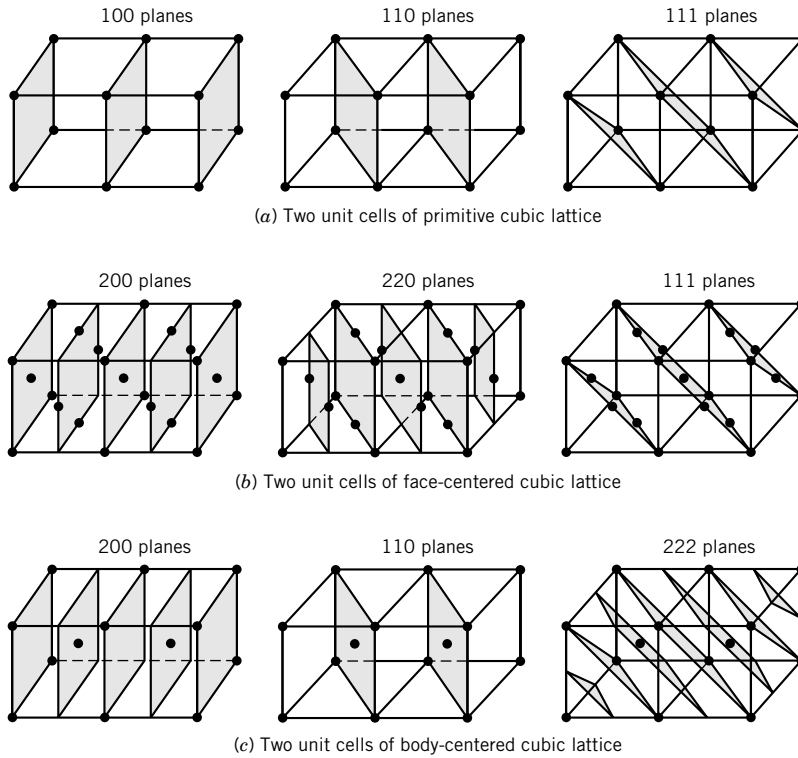 100 planes 110 planes 111 planes
(a) Two unit cells of primitive cubic lattice
200 planes 220 planes 111 planes
(b) Two unit cells of face-centered cubic lattice
200 planes 110 planes 222 planes
(c) Two unit cells of body-centered cubic lattice